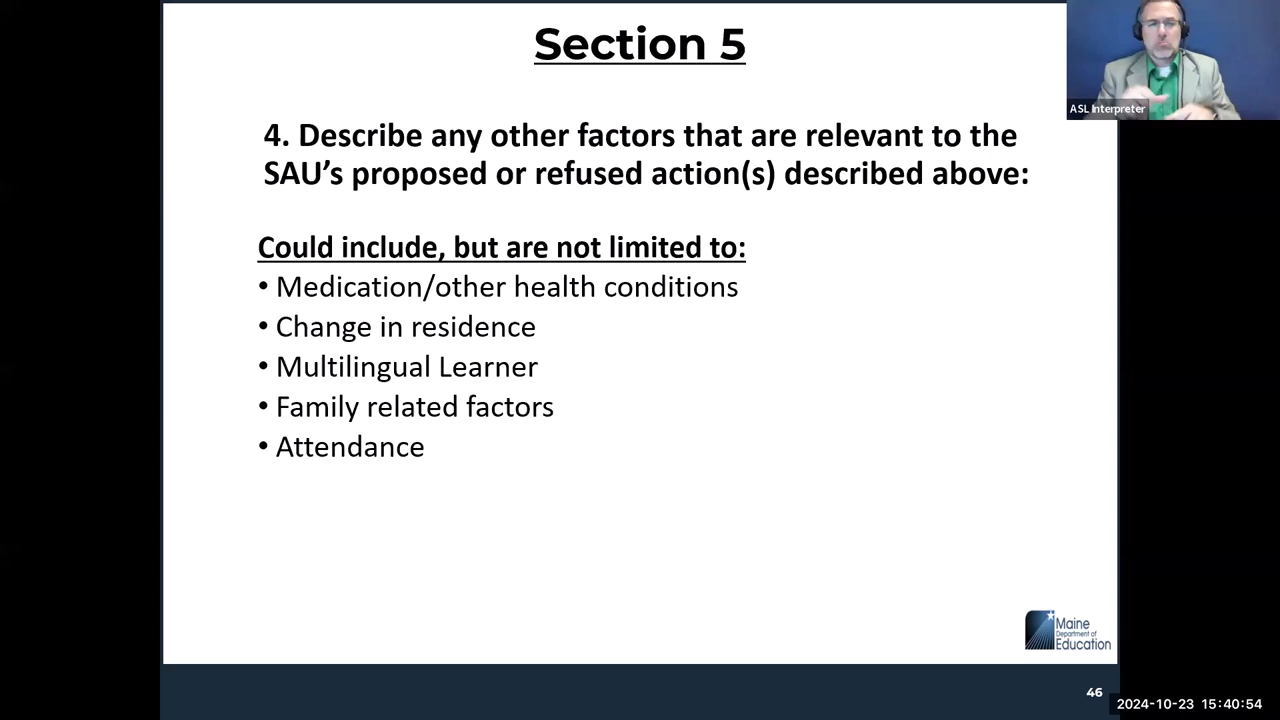 Section 5
ASL Interpreter
4. Describe any other factors that are relevant to the
SAU’s proposed or refused action(s) described above:
Could include, but are not limited to:
• Medication/other health conditions
• Change in residence
• Multilingual Learner
• Family related factors
• Attendance
Maine
Department of
Education
46
2024-10-23 15:40:54